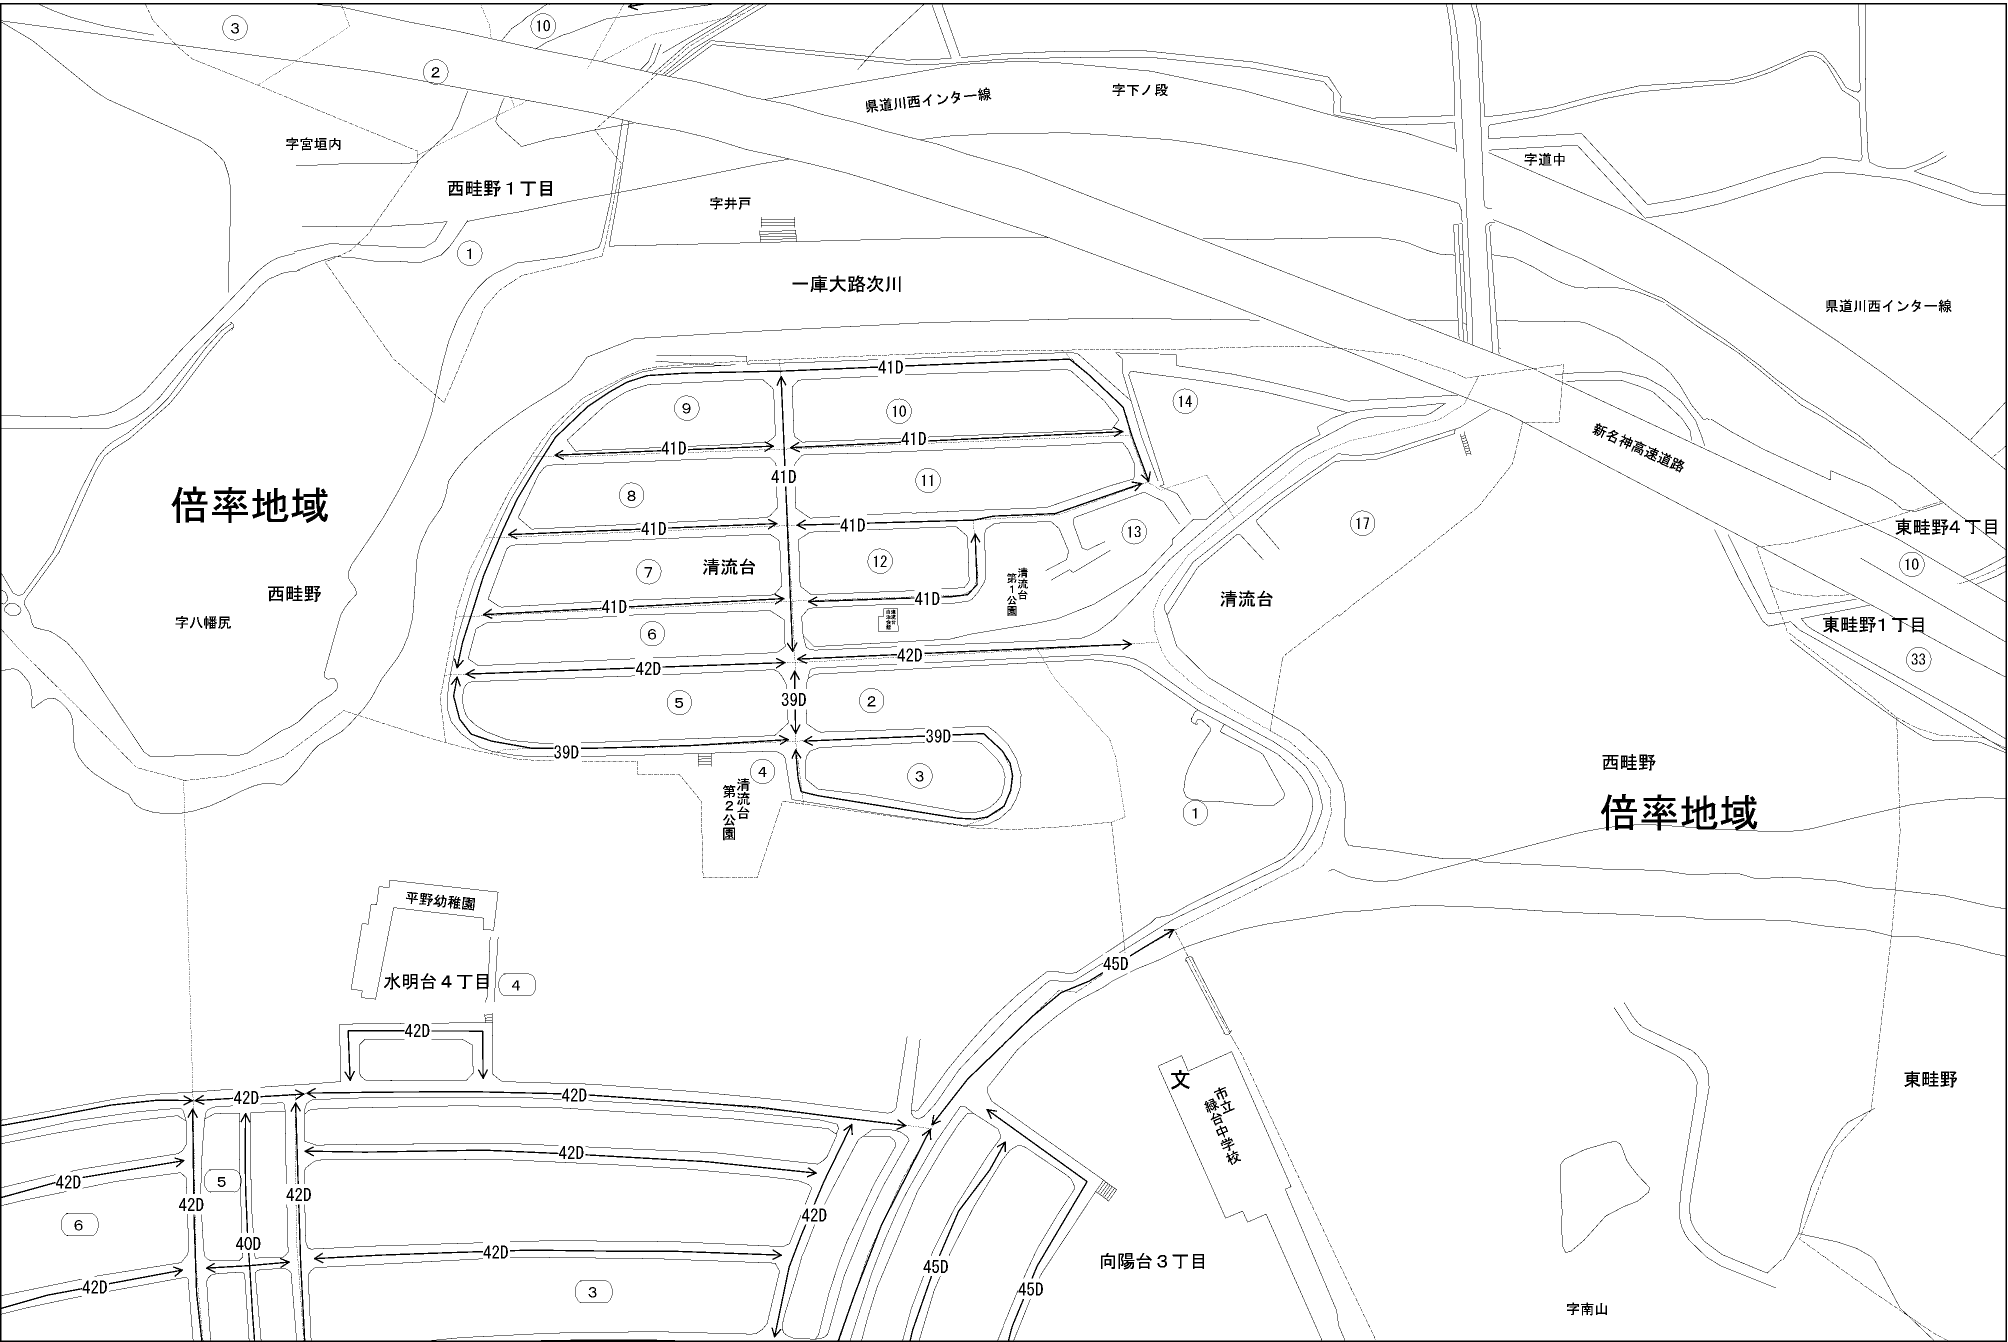 ③
⑩
②
県道川西インター線
字下ノ段
字宮垣内
字道中
西畦野１丁目
字井戸
①
一庫大路次川
県道川西インター線
41D
⑨
⑩
⑭
41D
41D
新名神高速道路
倍率地域
41D
⑧
⑪
41D
41D
⑰
⑬
東畦野４丁目
⑫
⑩
⑦
清流台
清流台
第１公園
西畦野
41D
41D
清流台
字八幡尻
⑥
東畦野１丁目
42D
42D
㉝
⑤
39D
②
39D
39D
西畦野
④
③
清流台
第２公園
①
倍率地域
平野幼稚園
45D
水明台４丁目
4
42D
42D
42D
文
市立
緑台中学校
東畦野
42D
42D
5
42D
42D
42D
6
40D
42D
45D
向陽台３丁目
42D
3
45D
字南山